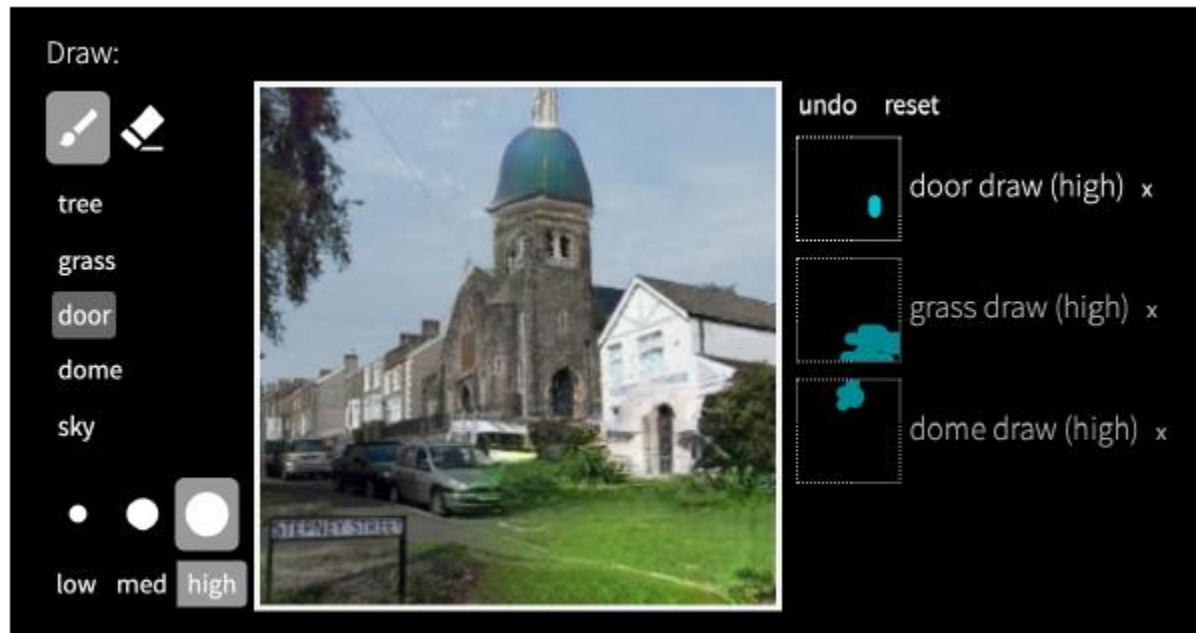 Draw:
undo reset
tree
grass
door
dome
sky
low med high
door draw (high) x
grass draw (high) x
dome draw (high) x
STEPNEY STREET